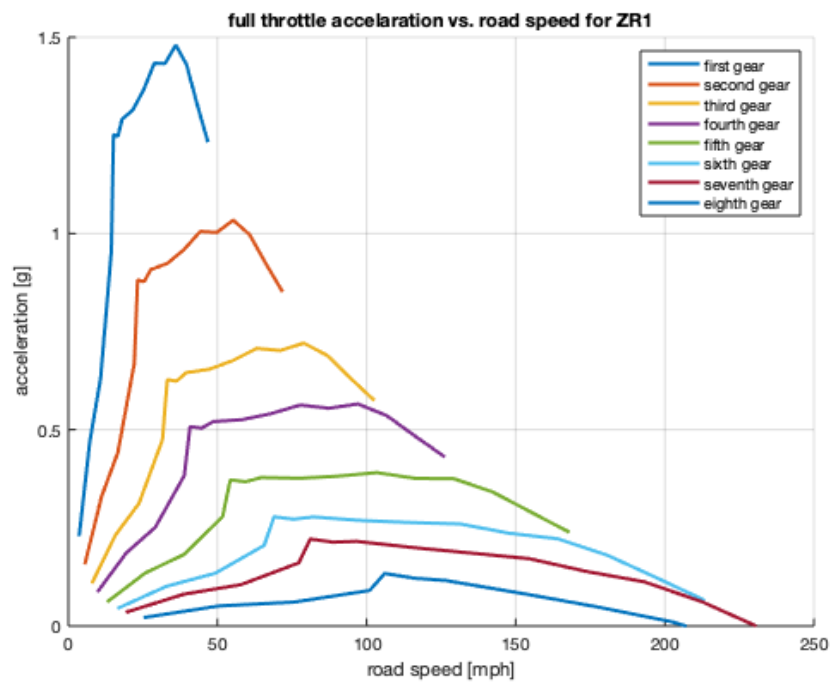 full throttle accelaration vs. road speed for ZR1
1.5
first gear
second gear
third gear
fourth gear
fifth gear
sixth gear
seventh gear
eighth gear
1
acceleration [g]
0.5
0
0 50 100 150 200 250
road speed [mph]